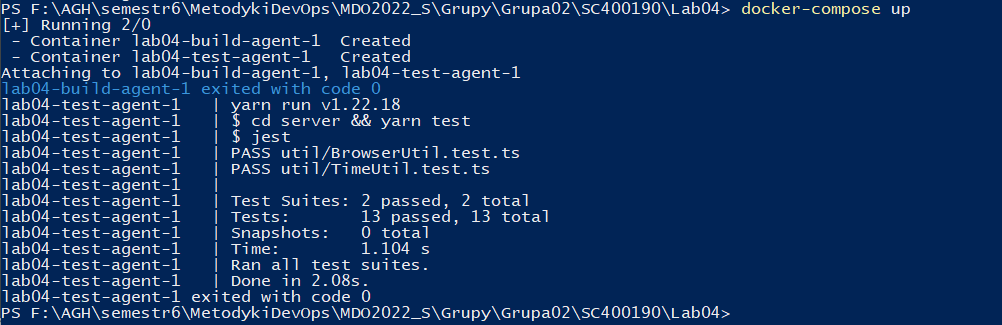 PS F:\AGH\semestr6\MetodykiDevOps\MDO2022_S\Grupy\Grupa02\SC400190\Lab04> docker-compose up
[+] Running 2/0
 - Container lab04-build-agent-1  Created
 - Container lab04-test-agent-1   Created
Attaching to lab04-build-agent-1, lab04-test-agent-1
lab04-build-agent-1 exited with code 0
lab04-test-agent-1   | yarn run v1.22.18
lab04-test-agent-1   | $ cd server && yarn test
lab04-test-agent-1   | $ jest
lab04-test-agent-1   | PASS util/BrowserUtil.test.ts
lab04-test-agent-1   | PASS util/TimeUtil.test.ts
lab04-test-agent-1   |
lab04-test-agent-1   | Test Suites: 2 passed, 2 total
lab04-test-agent-1   | Tests:       13 passed, 13 total
lab04-test-agent-1   | Snapshots:   0 total
lab04-test-agent-1   | Time:        1.104 s
lab04-test-agent-1   | Ran all test suites.
lab04-test-agent-1   | Done in 2.08s.
lab04-test-agent-1 exited with code 0
PS F:\AGH\semestr6\MetodykiDevOps\MDO2022_S\Grupy\Grupa02\SC400190\Lab04>